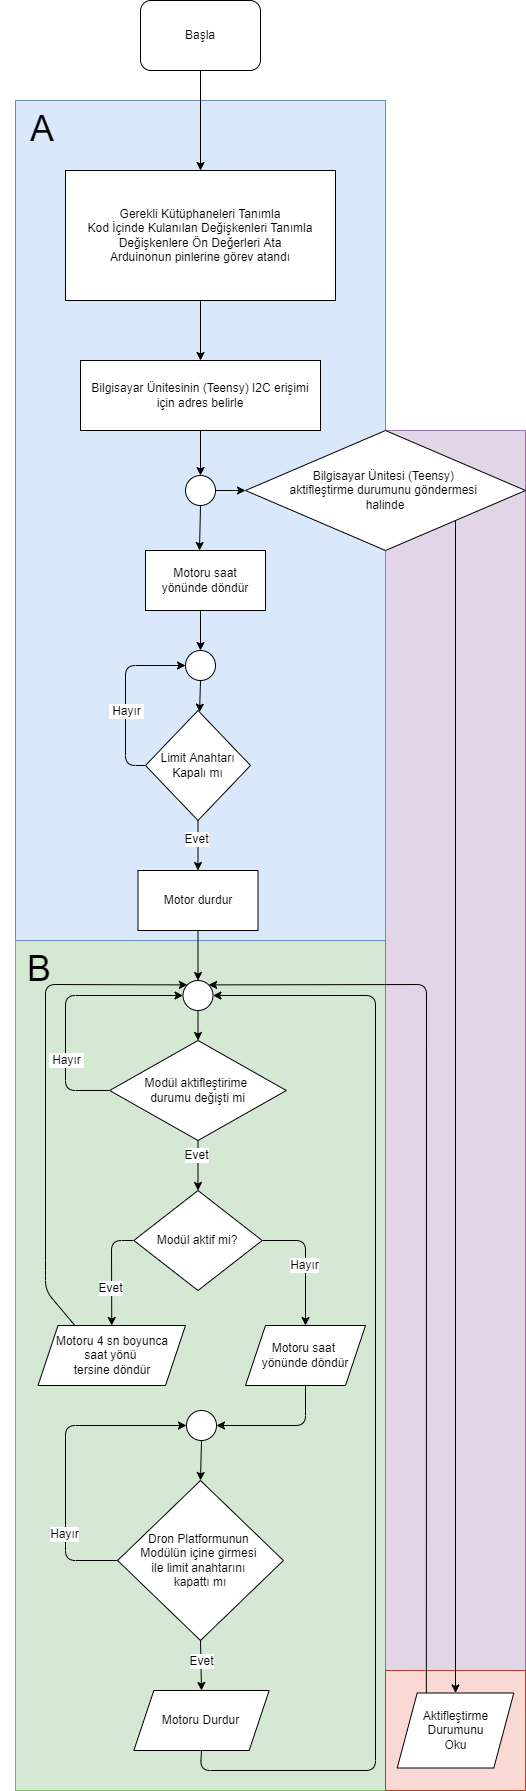 Başla
A
Gerekli Kütüphaneleri Tanımla
Kod İçinde Kulanılan Değişkenleri Tanımla
Değişkenlere Ön Değerleri Ata
Arduinonun pinlerine görev atandı
Bilgisayar Ünitesinin (Teensy) I2C erişimi
için adres belirle
Bilgisayar Ünitesi (Teensy)
aktifleştirme durumunu göndermesi
halinde
Motoru saat
yönünde döndür
Hayır
Limit Anahtarı
Kapalı mı
Evet
Motor durdur
B
Hayır
Modül aktifleştirime
durumu değişti mi
Evet
Modül aktif mi?
Evet
Hayır
Motoru 4 sn boyunca
saat yönü
tersine döndür
Motoru saat
yönünde döndür
Hayır
Dron Platformunun
Modülün içine girmesi
ile limit anahtarını
kapattı mı
Evet
Motoru Durdur
Aktifleştirme
Durumunu
Oku